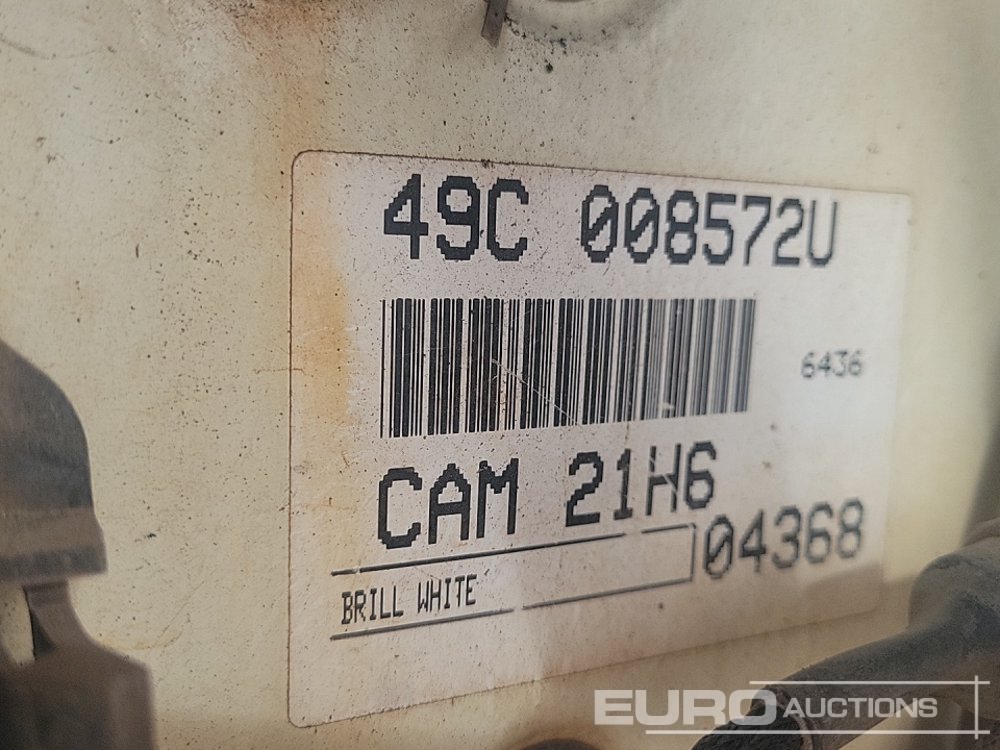 49C 008572U
6436
CAM 21H6
04368
BRILL WHITE
EURO AUCTIONS